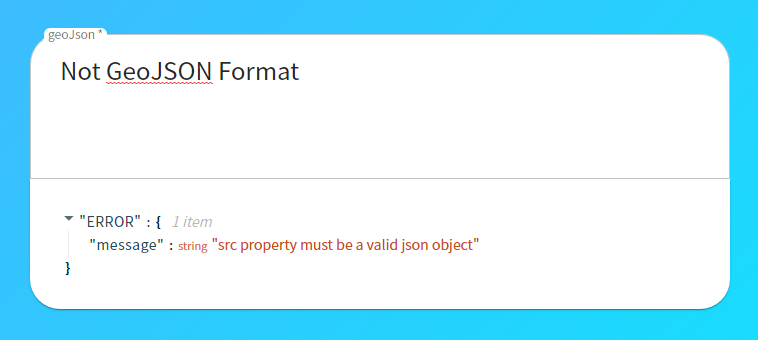 geoJson *
Not GeoJSON Format
"ERROR" : { 1 item
"message" : string "src property must be a valid json object"
}